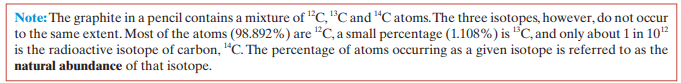 Note: The graphite in a pencil contains a mixture of ¹²C, ¹³C and ¹⁴C atoms. The three isotopes, however, do not occur
to the same extent. Most of the atoms (98.892%) are ¹²C, a small percentage (1.108%) is ¹³C, and only about 1 in 10¹²
is the radioactive isotope of carbon, ¹⁴C. The percentage of atoms occurring as a given isotope is referred to as the
natural abundance of that isotope.